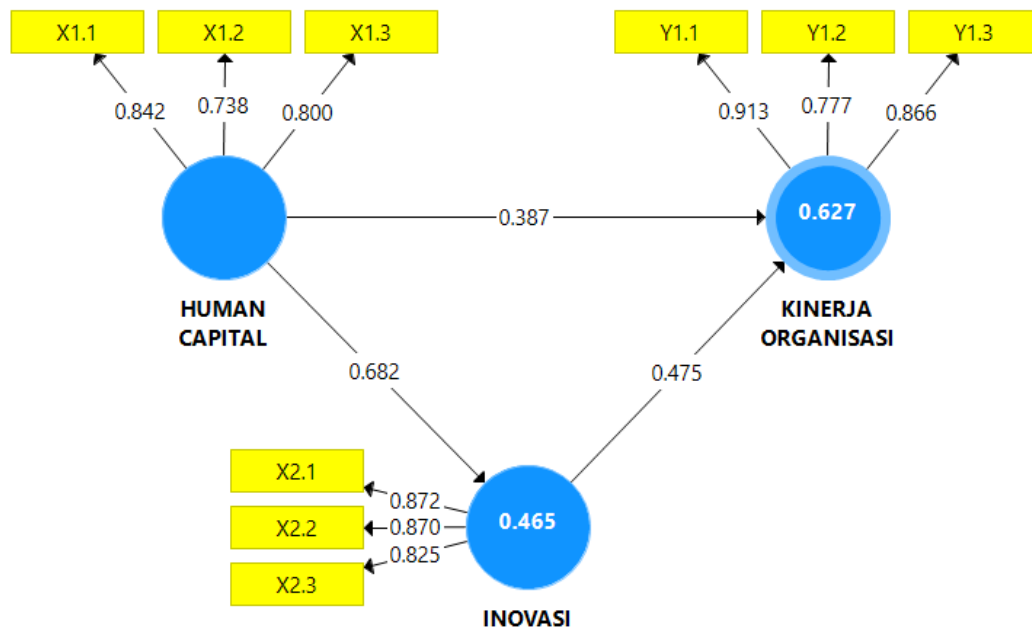 X1.1 X1.2 X1.3 Y1.1 Y1.2 Y1.3
0.842 0.738 0.800 0.913 0.777 0.866
0.387 0.627
HUMAN
CAPITAL
KINERJA
ORGANISASI
0.682 0.475
X2.1
X2.2
X2.3
0.872
0.870
0.825
0.465
INOVASI